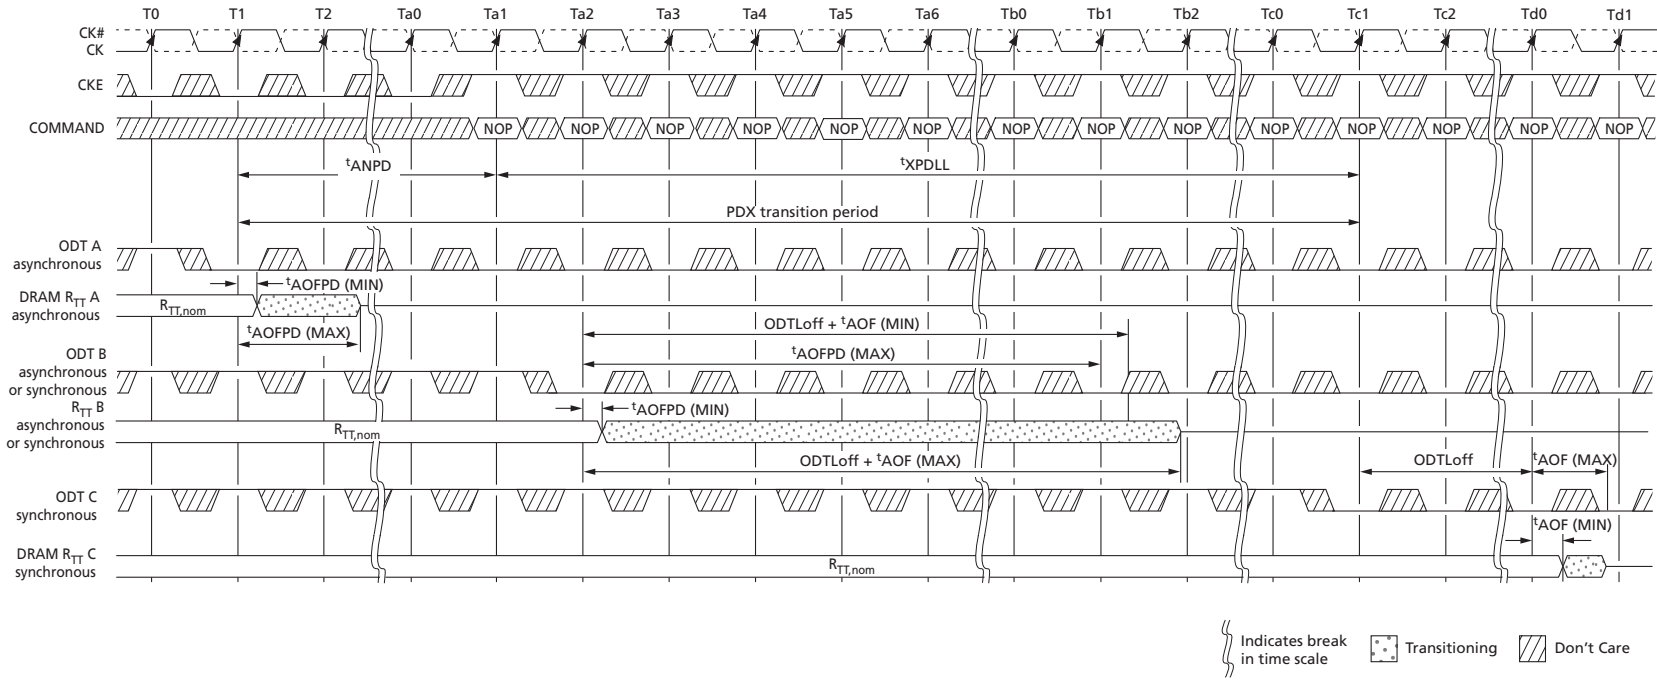 T0 T1 T2 Ta0 Ta1 Ta2 Ta3 Ta4 Ta5 Ta6 Tb0 Tb1 Tb2 Tc0 Tc1 Tc2 Td0 Td1
CK#
CK
CKE
COMMAND NOP NOP NOP NOP NOP NOP NOP NOP NOP NOP NOP NOP NOP NOP
tANPD tXPDLL
PDX transition period
ODT A
asynchronous
tAOFPD (MIN)
DRAM RTT A
asynchronous
RTT,nom
tAOFPD (MAX)
ODTLoff + tAOF (MIN)
tAOFPD (MAX)
ODT B
asynchronous
or synchronous
tAOFPD (MIN)
RTT B
asynchronous
or synchronous
RTT,nom
ODTLoff + tAOF (MAX) ODTLoff tAOF (MAX)
ODT C
synchronous
tAOF (MIN)
DRAM RTT C
synchronous
RTT,nom
Indicates break
in time scale
Transitioning Don't Care